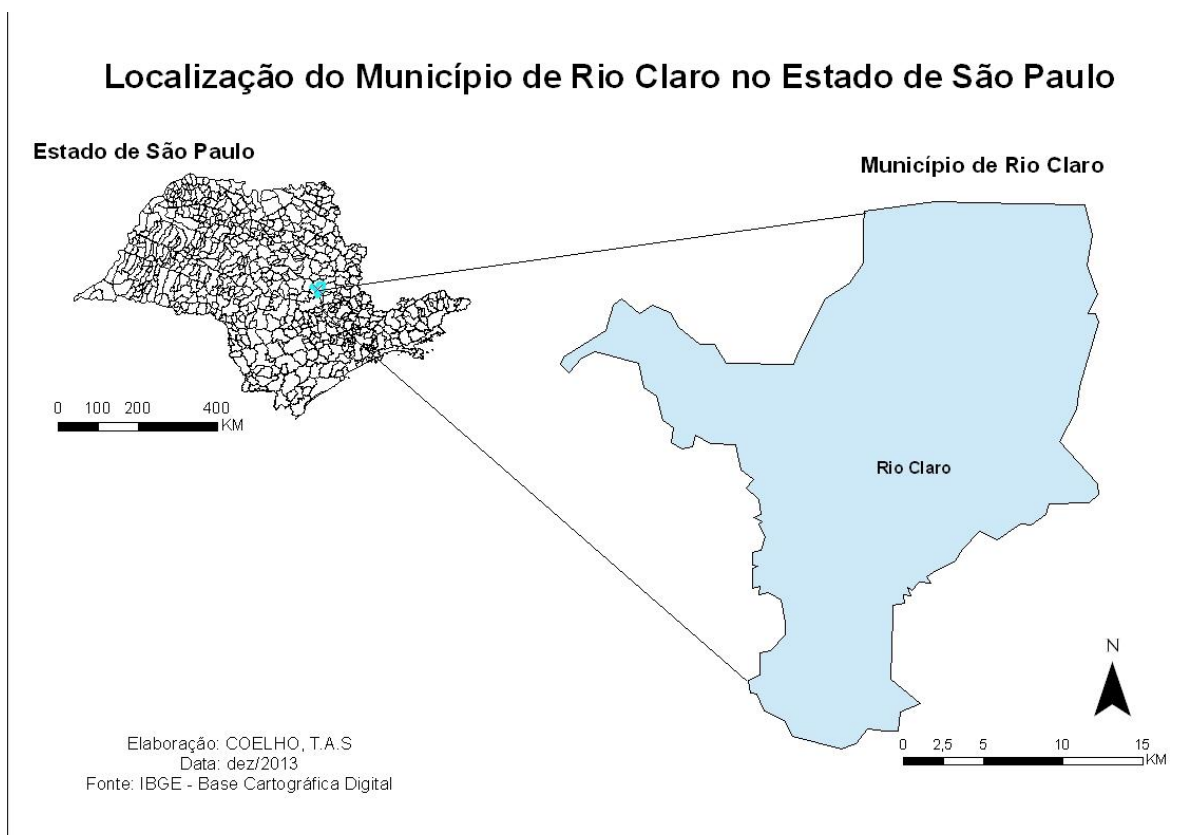 Localização do Município de Rio Claro no Estado de São Paulo
Estado de São Paulo
Município de Rio Claro
0 100 200 400
KM
Rio Claro
N
0 2,5 5 10 15
KM
Elaboração: COELHO, T.A.S
Data: dez/2013
Fonte: IBGE - Base Cartográfica Digital